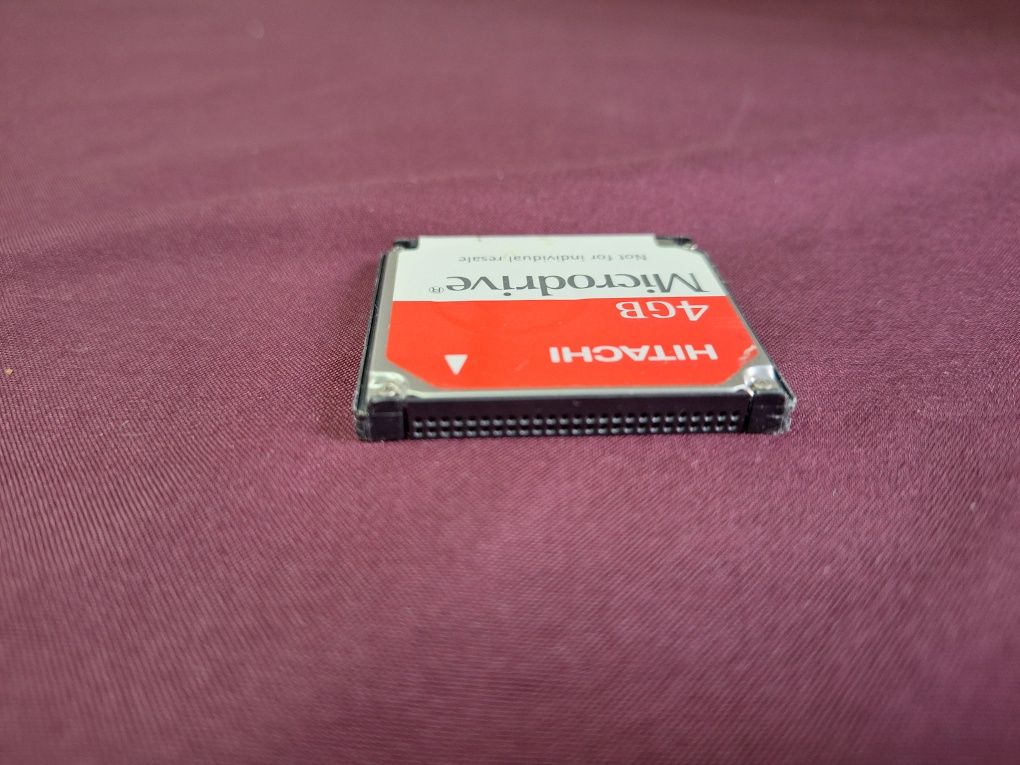 HITACHI
4GB
Microdrive®
Not for individual resale